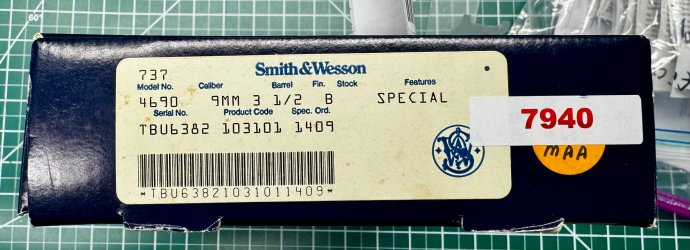 60°
737
Smith & Wesson
Model No. Caliber Barrel Fin. Stock Features
4690 9MM 3 1/2 B SPECIAL
Serial No. Product Code Spec. Ord.
TBU6382 103101 1409
7940
MAA
*TBU63821031011409*